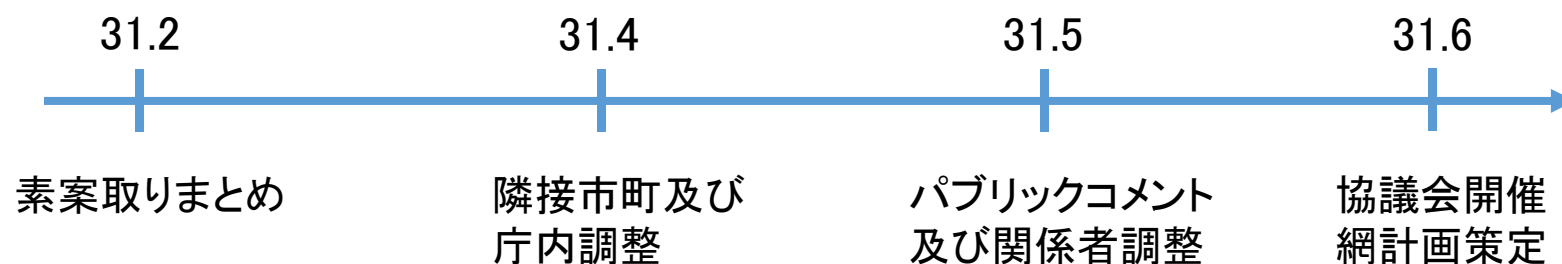 31.2
31.4
31.5
31.6
素案取りまとめ
隣接市町及び
庁内調整
パブリックコメント
及び関係者調整
協議会開催
網計画策定